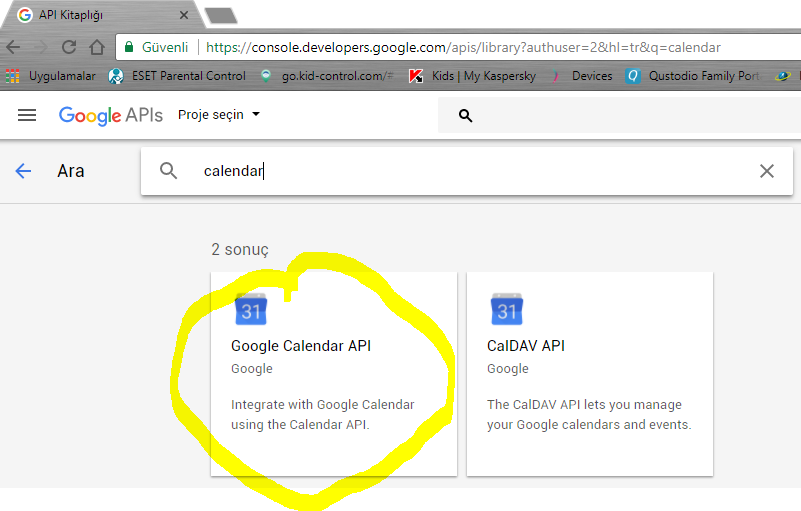 API Kitaplığı
Güvenli https://console.developers.google.com/apis/library?authuser=2&hl=tr&q=calendar
Uygulamalar ESET Parental Control go.kid-control.com/# Kids | My Kaspersky Devices Qustodio Family Port
Google APIs Proje seçin
Ara calendar
2 sonuç
31 31
Google Calendar API CalDAV API
Google Google
Integrate with Google Calendar The CalDAV API lets you manage
using the Calendar API. your Google calendars and events.